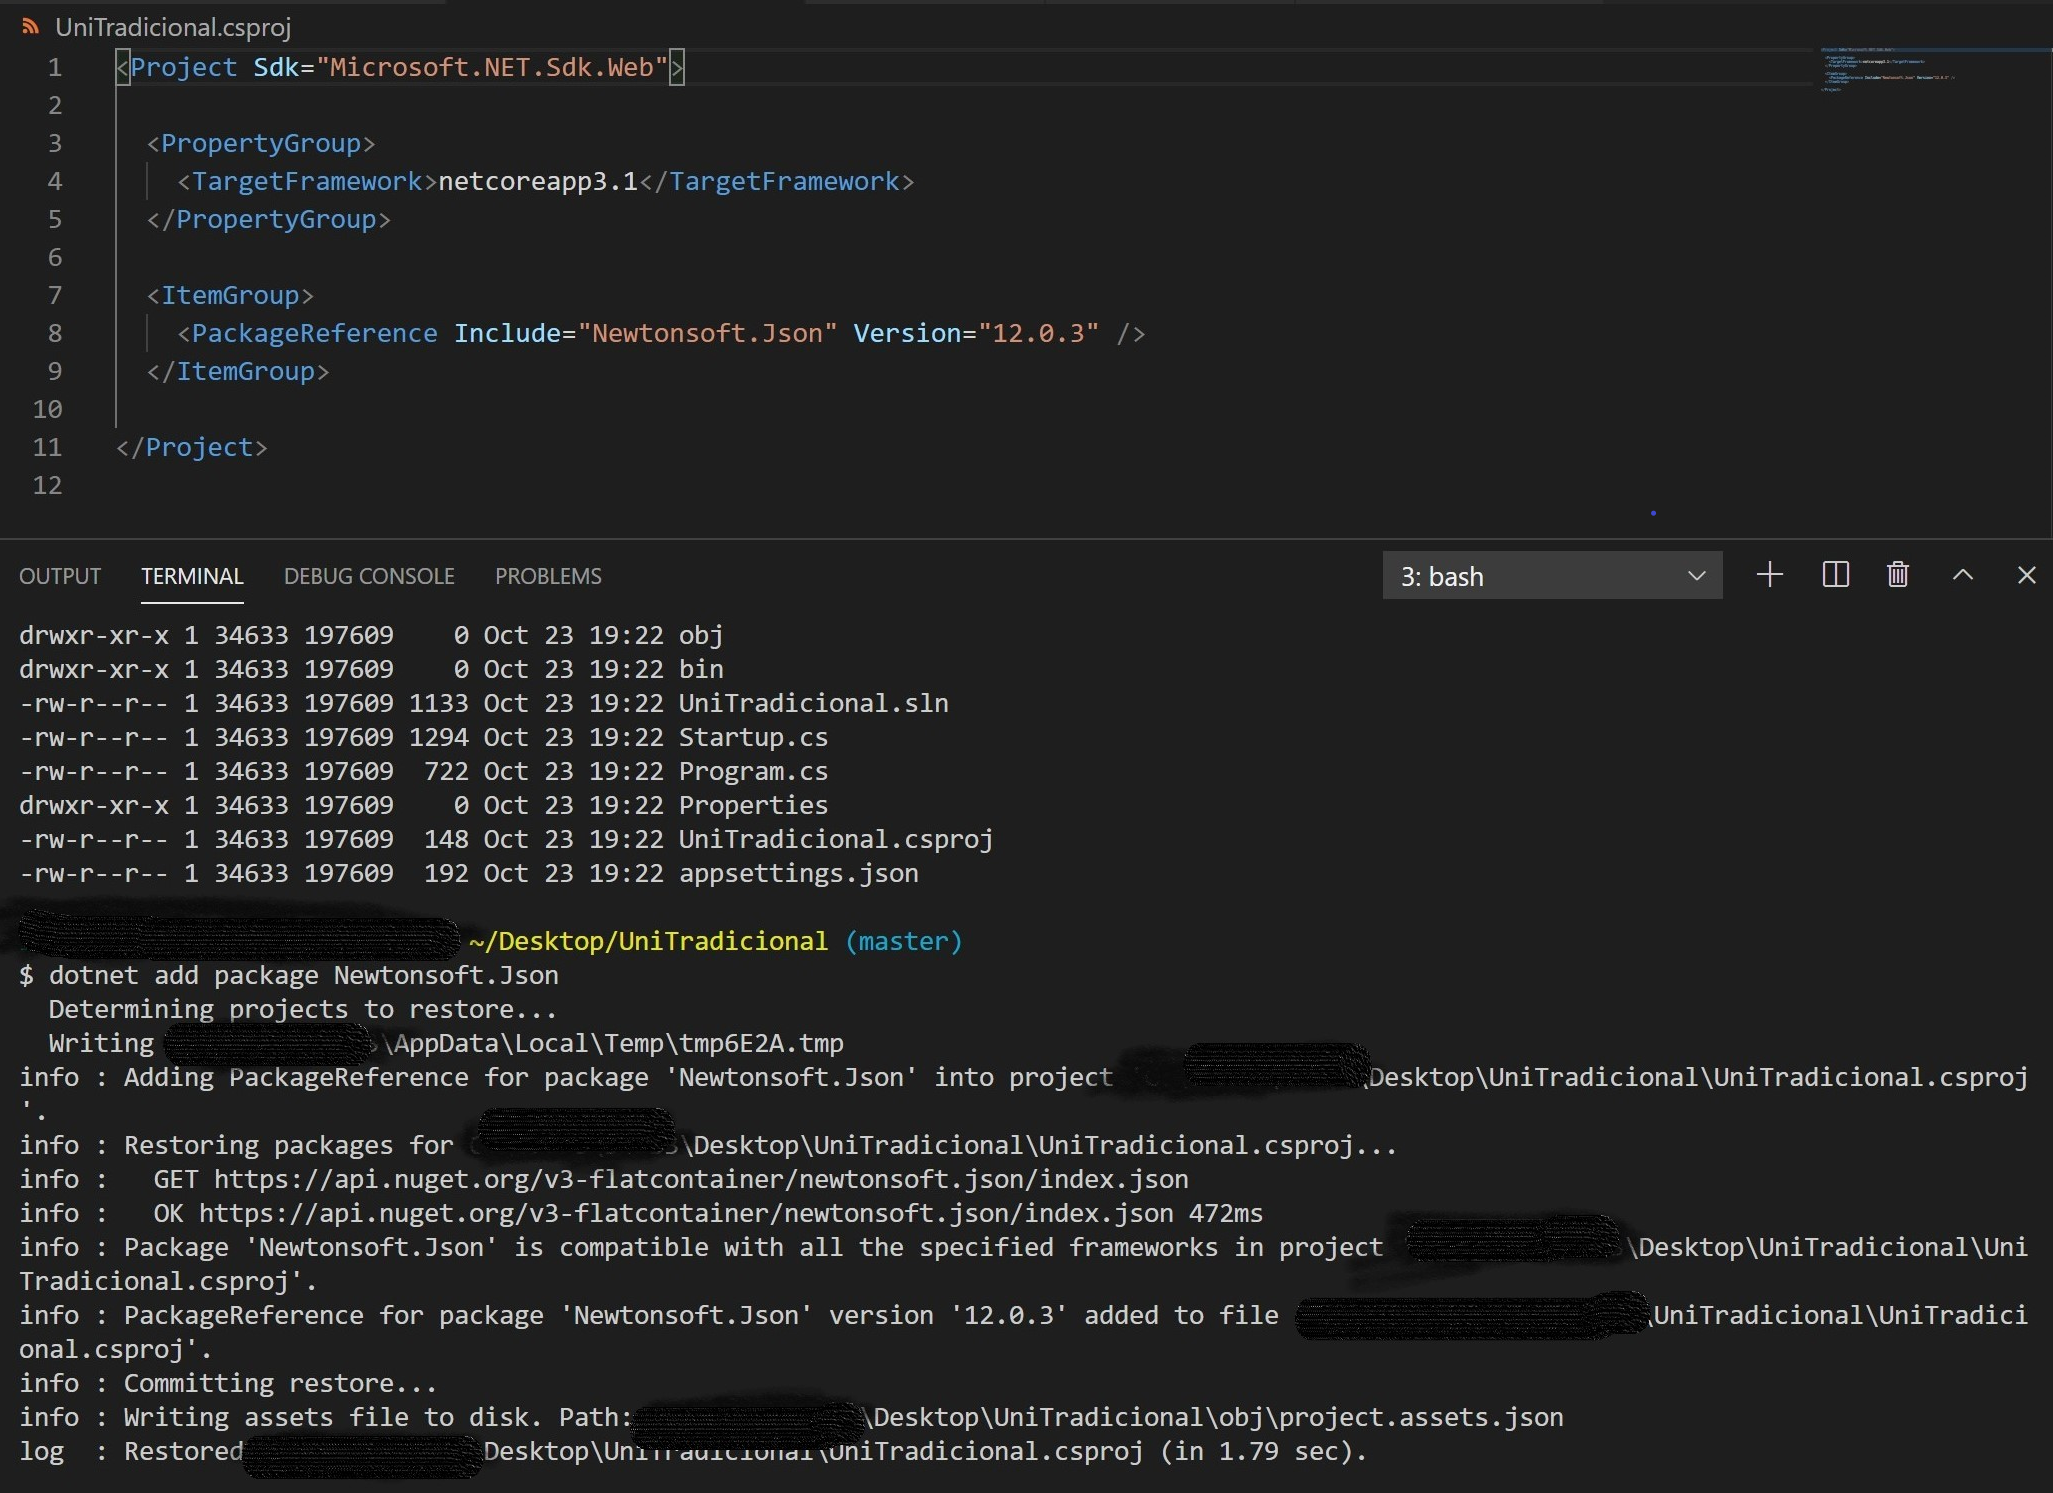 UniTradicional.csproj
1 <Project Sdk="Microsoft.NET.Sdk.Web">
2
3 <PropertyGroup>
4 <TargetFramework>netcoreapp3.1</TargetFramework>
5 </PropertyGroup>
6
7 <ItemGroup>
8 <PackageReference Include="Newtonsoft.Json" Version="12.0.3" />
9 </ItemGroup>
10
11 </Project>
12
OUTPUT TERMINAL DEBUG CONSOLE PROBLEMS 3: bash
drwxr-xr-x 1 34633 197609    0 Oct 23 19:22 obj
drwxr-xr-x 1 34633 197609    0 Oct 23 19:22 bin
-rw-r--r-- 1 34633 197609 1133 Oct 23 19:22 UniTradicional.sln
-rw-r--r-- 1 34633 197609 1294 Oct 23 19:22 Startup.cs
-rw-r--r-- 1 34633 197609  722 Oct 23 19:22 Program.cs
drwxr-xr-x 1 34633 197609    0 Oct 23 19:22 Properties
-rw-r--r-- 1 34633 197609  148 Oct 23 19:22 UniTradicional.csproj
-rw-r--r-- 1 34633 197609  192 Oct 23 19:22 appsettings.json
~/Desktop/UniTradicional (master)
$ dotnet add package Newtonsoft.Json
Determining projects to restore...
Writing \AppData\Local\Temp\tmp6E2A.tmp
info : Adding PackageReference for package 'Newtonsoft.Json' into project \Desktop\UniTradicional\UniTradicional.csproj
'.
info : Restoring packages for \Desktop\UniTradicional\UniTradicional.csproj...
info :   GET https://api.nuget.org/v3-flatcontainer/newtonsoft.json/index.json
info :   OK https://api.nuget.org/v3-flatcontainer/newtonsoft.json/index.json 472ms
info : Package 'Newtonsoft.Json' is compatible with all the specified frameworks in project \Desktop\UniTradicional\Uni
Tradicional.csproj'.
info : PackageReference for package 'Newtonsoft.Json' version '12.0.3' added to file \UniTradicional\UniTradici
onal.csproj'.
info : Committing restore...
info : Writing assets file to disk. Path: \Desktop\UniTradicional\obj\project.assets.json
log  : Restored Desktop\UniTradicional\UniTradicional.csproj (in 1.79 sec).